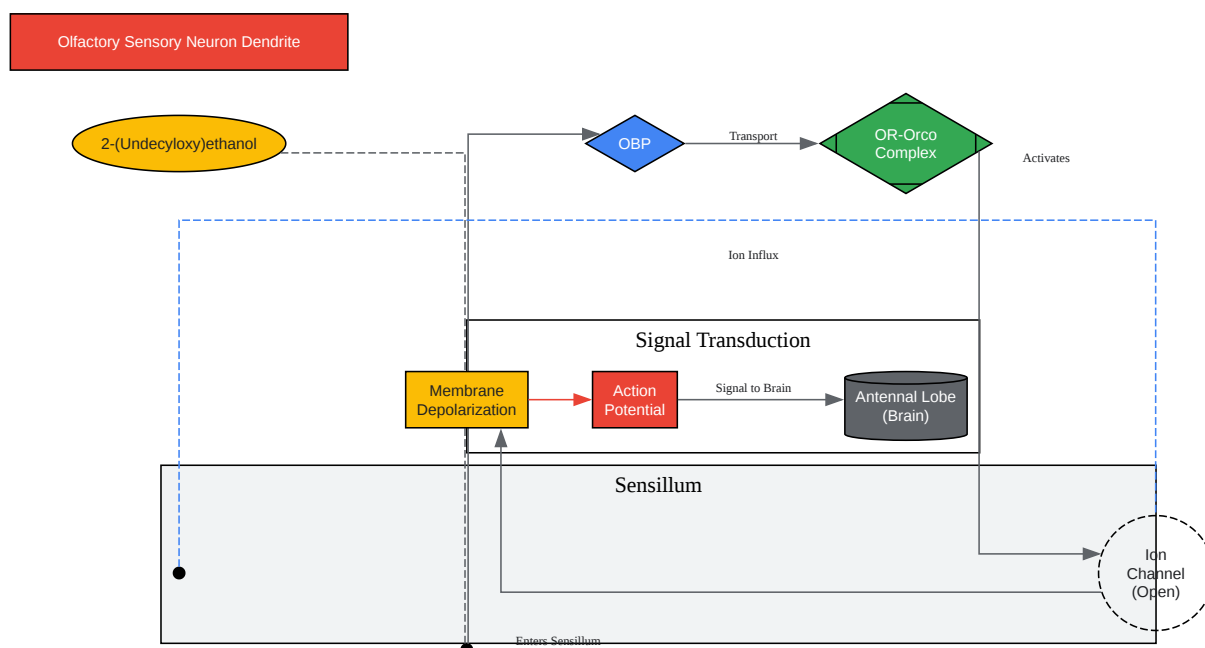 Olfactory Sensory Neuron Dendrite
2-(Undecyloxy)ethanol
OBP
Transport
OR-Orco
Complex
Activates
Ion Influx
Signal Transduction
Membrane
Depolarization
Action
Potential
Signal to Brain
Antennal Lobe
(Brain)
Sensillum
Ion
Channel
(Open)
Enters Sensillum